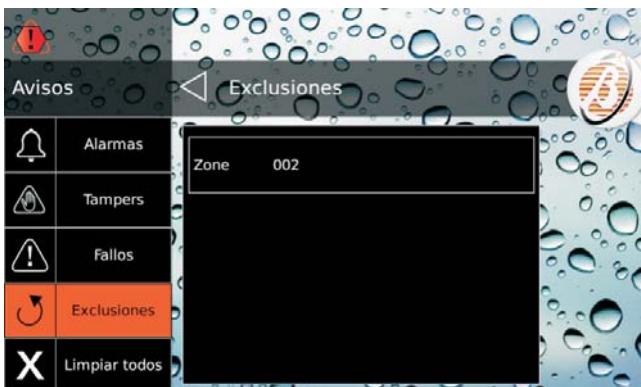 Avisos
Exclusiones
Alarmas
Zone 002
Tampers
Fallos
Exclusiones
Limpiar todos